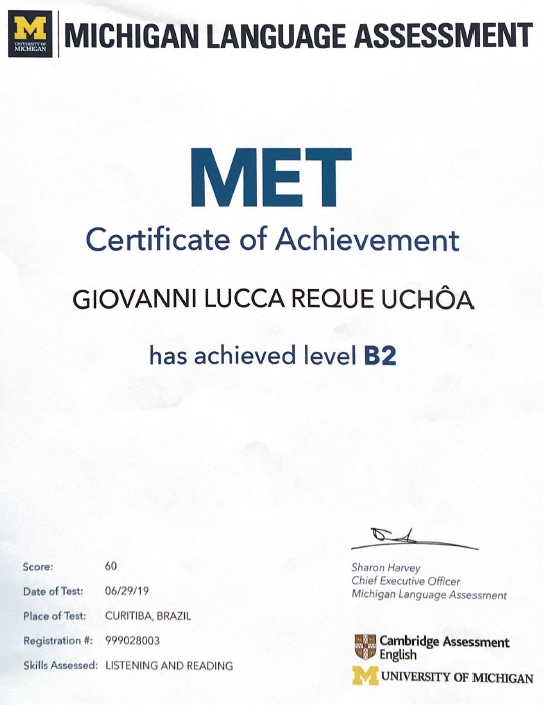 M
UNIVERSITY OF
MICHIGAN
MICHIGAN LANGUAGE ASSESSMENT
MET
Certificate of Achievement
GIOVANNI LUCCA REQUE UCHÔA
has achieved level B2
Score: 60
Date of Test: 06/29/19
Place of Test: CURITIBA, BRAZIL
Registration #: 999028003
Skills Assessed: LISTENING AND READING
Sharon Harvey
Chief Executive Officer
Michigan Language Assessment
Cambridge Assessment
English
M UNIVERSITY OF MICHIGAN